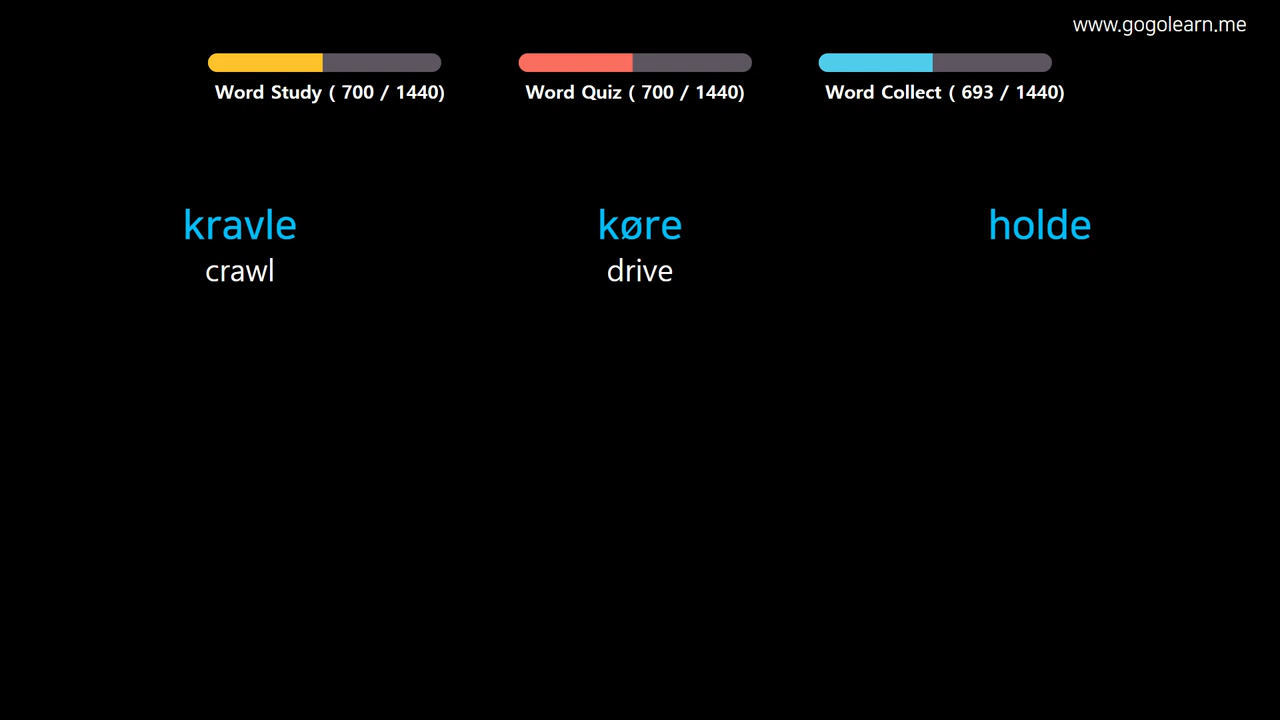 www.gogolearn.me
Word Study ( 700 / 1440)
Word Quiz ( 700 / 1440)
Word Collect ( 693 / 1440)
kravle
crawl
køre
drive
holde